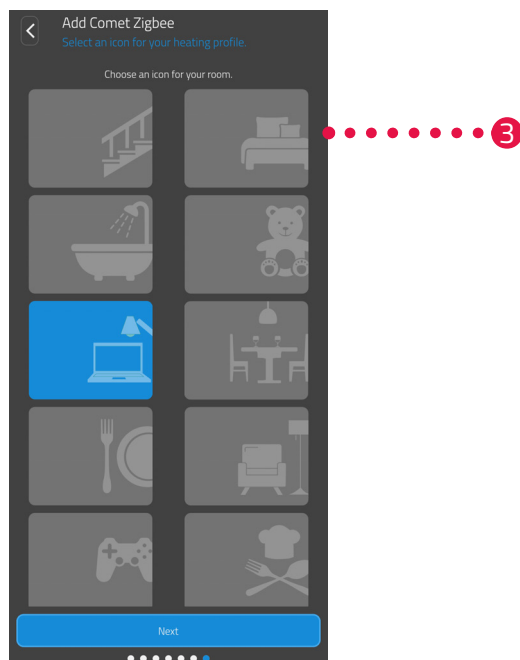 Add Comet Zigbee
Select an icon for your heating profile.
Choose an icon for your room.
3
Next